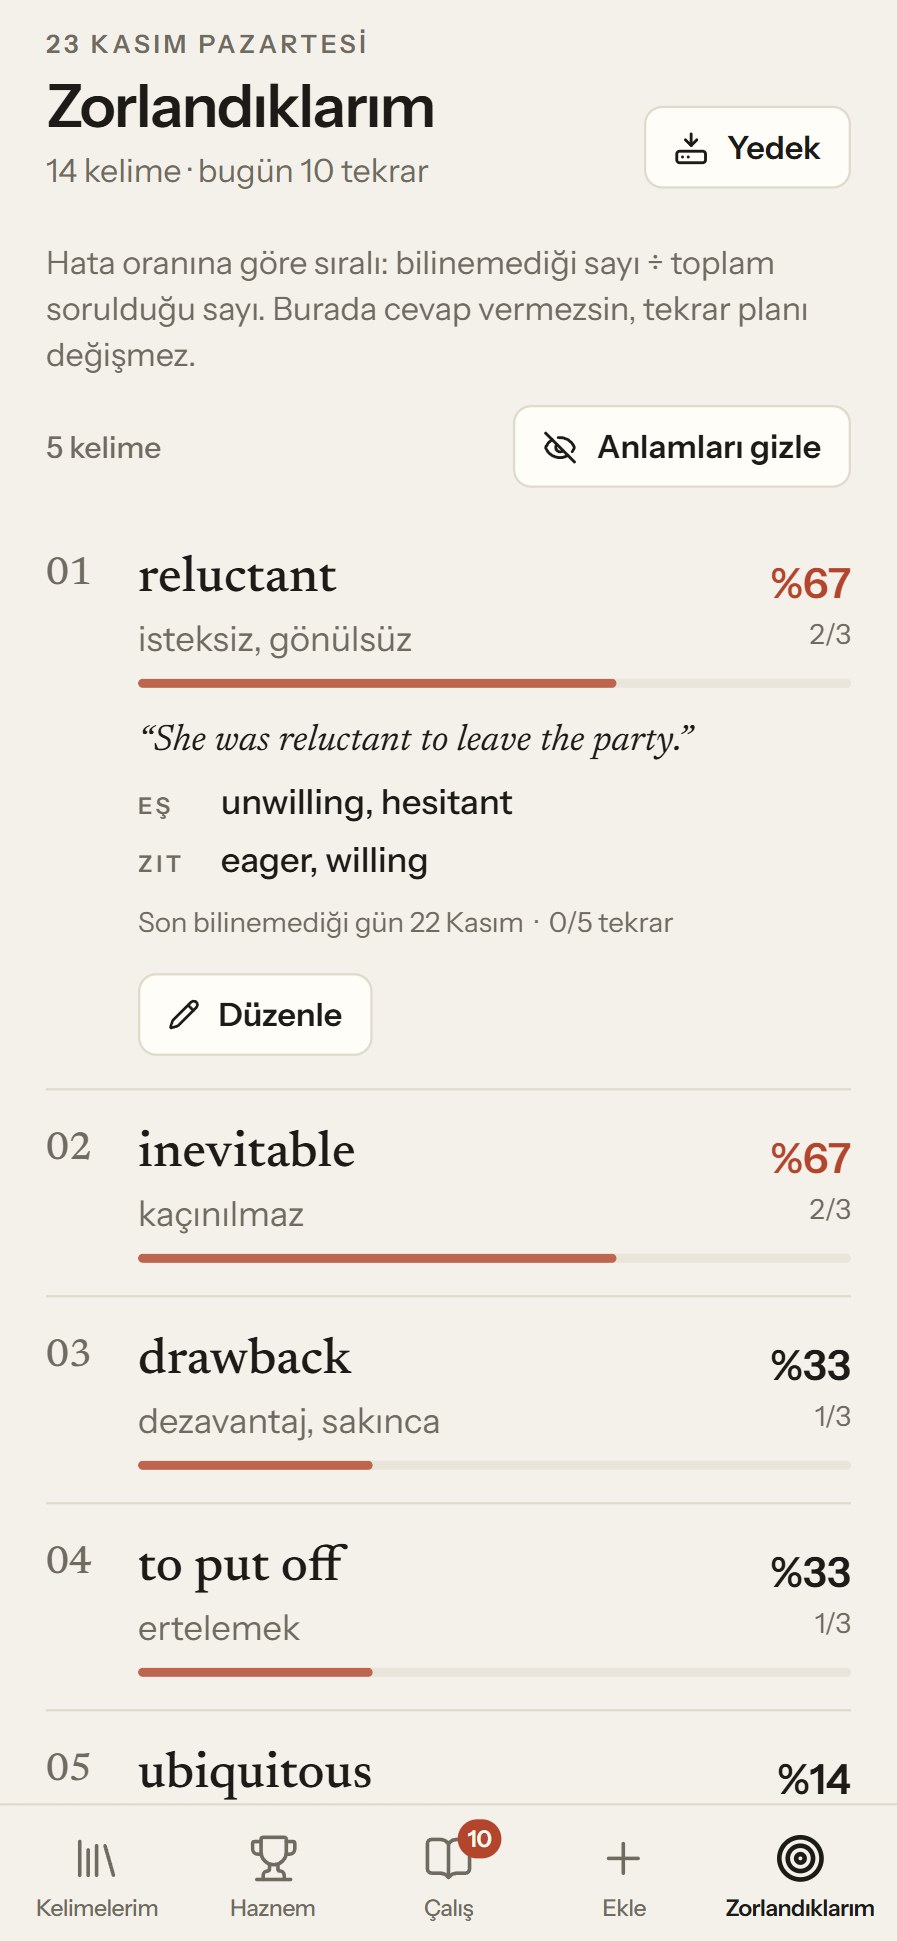 23 KASIM PAZARTESİ
Zorlandıklarım
14 kelime · bugün 10 tekrar
Yedek
Hata oranına göre sıralı: bilinemediği sayı ÷ toplam
sorulduğu sayı. Burada cevap vermezsin, tekrar planı
değişmez.
5 kelime
Anlamları gizle
01 reluctant %67
isteksiz, gönülsüz 2/3
“She was reluctant to leave the party.”
EŞ unwilling, hesitant
ZIT eager, willing
Son bilinemediği gün 22 Kasım · 0/5 tekrar
Düzenle
02 inevitable %67
kaçınılmaz 2/3
03 drawback %33
dezavantaj, sakınca 1/3
04 to put off %33
ertelemek 1/3
05 ubiquitous %14
10
Kelimelerim Haznem Çalış Ekle Zorlandıklarım